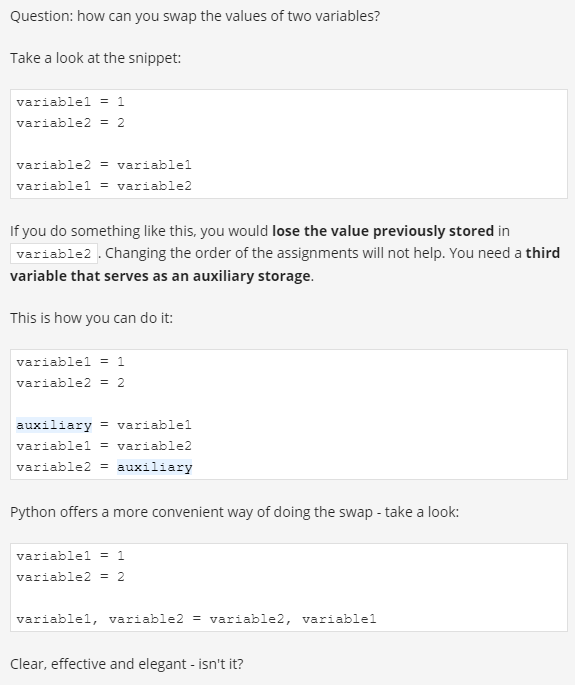 Question: how can you swap the values of two variables?
Take a look at the snippet:
variable1 = 1
variable2 = 2
variable2 = variable1
variable1 = variable2
If you do something like this, you would lose the value previously stored in
variable2 . Changing the order of the assignments will not help. You need a third
variable that serves as an auxiliary storage.
This is how you can do it:
variable1 = 1
variable2 = 2
auxiliary = variable1
variable1 = variable2
variable2 = auxiliary
Python offers a more convenient way of doing the swap - take a look:
variable1 = 1
variable2 = 2
variable1, variable2 = variable2, variable1
Clear, effective and elegant - isn't it?